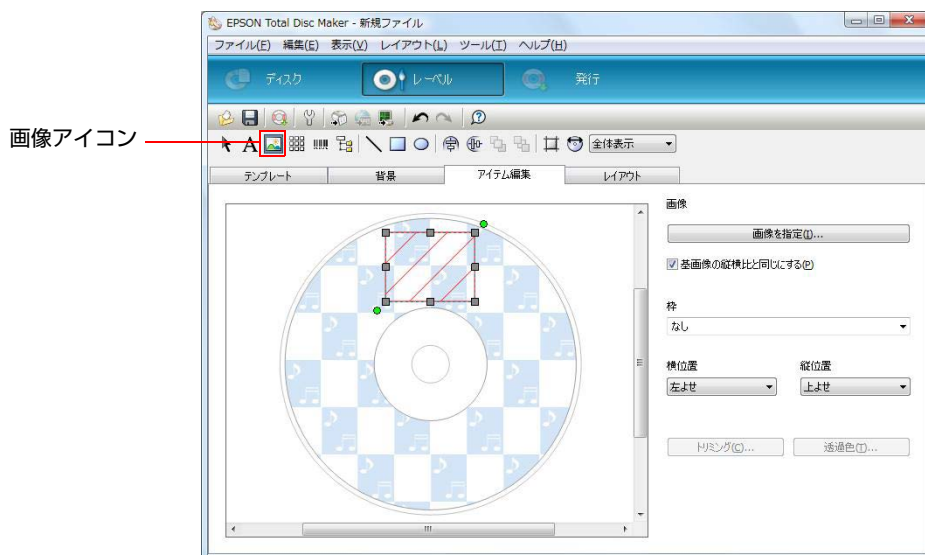 EPSON Total Disc Maker - 新規ファイル
ファイル(F) 編集(E) 表示(V) レイアウト(L) ツール(T) ヘルプ(H)
ディスク レーベル 発行
画像アイコン
A 全体表示
テンプレート 背景 アイテム編集 レイアウト
画像
画像を指定(I)...
基画像の縦横比と同じにする(P)
枠
なし
横位置 縦位置
左よせ 上よせ
トリミング(C)... 透過色(T)...